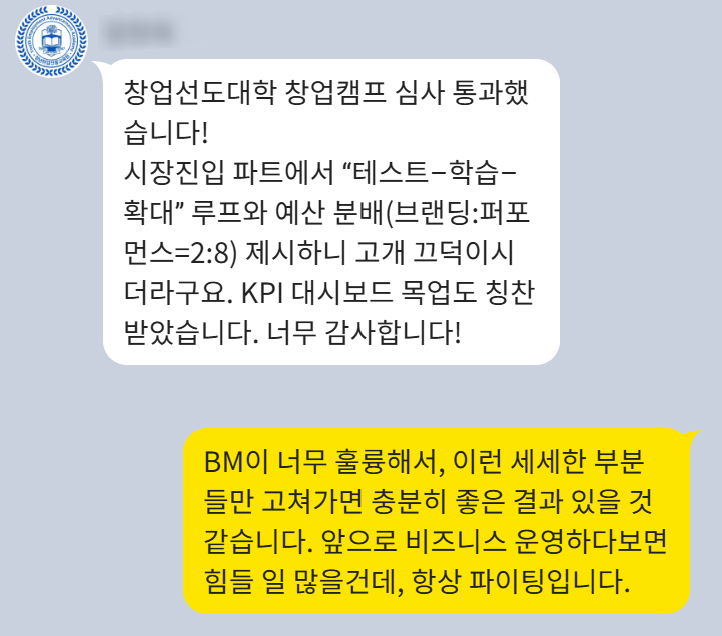 창업선도대학 창업캠프 심사 통과했
습니다!
시장진입 파트에서 “테스트–학습–
확대” 루프와 예산 분배(브랜딩:퍼포
먼스=2:8) 제시하니 고개 끄덕이시
더라구요. KPI 대시보드 목업도 칭찬
받았습니다. 너무 감사합니다!
BM이 너무 훌륭해서, 이런 세세한 부분
들만 고쳐가면 충분히 좋은 결과 있을 것
같습니다. 앞으로 비즈니스 운영하다보면
힘들 일 많을건데, 항상 파이팅입니다.